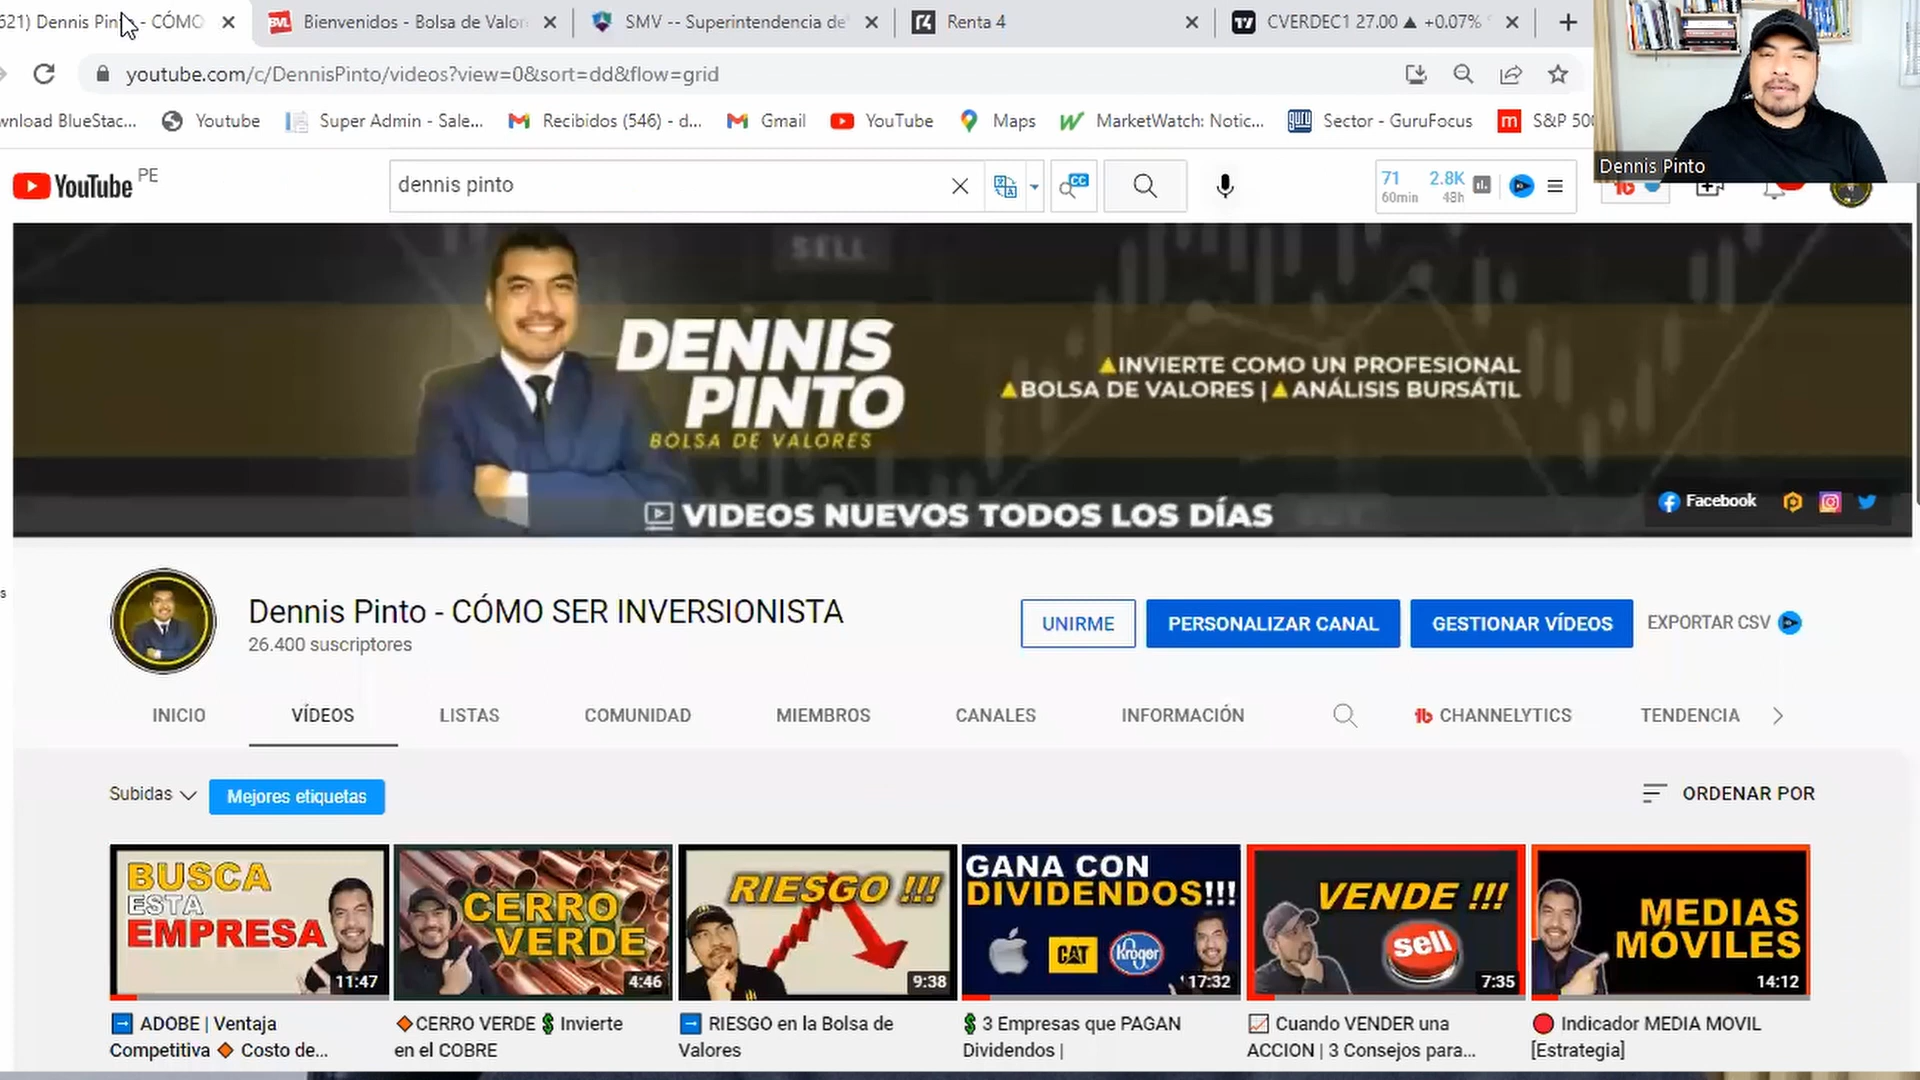 621) Dennis Pinto - CÓMO
BVL Bienvenidos - Bolsa de Valor
SMV -- Superintendencia de
Renta 4
CVERDEC1 27.00 ▲ +0.07%
youtube.com/c/DennisPinto/videos?view=0&sort=dd&flow=grid
wnload BlueStac...
Youtube
Super Admin - Sale...
Recibidos (546) - d...
Gmail
YouTube
Maps
MarketWatch: Notic...
guru Sector - GuruFocus
m S&P 50
Dennis Pinto
YouTube PE
dennis pinto
CC
71
60min
2.8K
48h
SELL
DENNIS
PINTO
BOLSA DE VALORES
▲INVIERTE COMO UN PROFESIONAL
▲BOLSA DE VALORES | ▲ANÁLISIS BURSÁTIL
VIDEOS NUEVOS TODOS LOS DÍAS
Facebook
Dennis Pinto - CÓMO SER INVERSIONISTA
26.400 suscriptores
UNIRME
PERSONALIZAR CANAL
GESTIONAR VÍDEOS
EXPORTAR CSV
INICIO
VÍDEOS
LISTAS
COMUNIDAD
MIEMBROS
CANALES
INFORMACIÓN
CHANNELYTICS
TENDENCIA
Subidas
Mejores etiquetas
ORDENAR POR
BUSCA
ESTA
EMPRESA
11:47
CERRO
VERDE
4:46
RIESGO !!!
9:38
GANA CON
DIVIDENDOS!!!
CAT
Kroger
17:32
VENDE !!!
sell
7:35
MEDIAS
MÓVILES
14:12
ADOBE | Ventaja
Competitiva 🔶 Costo de...
🔶CERRO VERDE 💲 Invierte
en el COBRE
RIESGO en la Bolsa de
Valores
💲 3 Empresas que PAGAN
Dividendos |
Cuando VENDER una
ACCION | 3 Consejos para...
🔴 Indicador MEDIA MOVIL
[Estrategia]